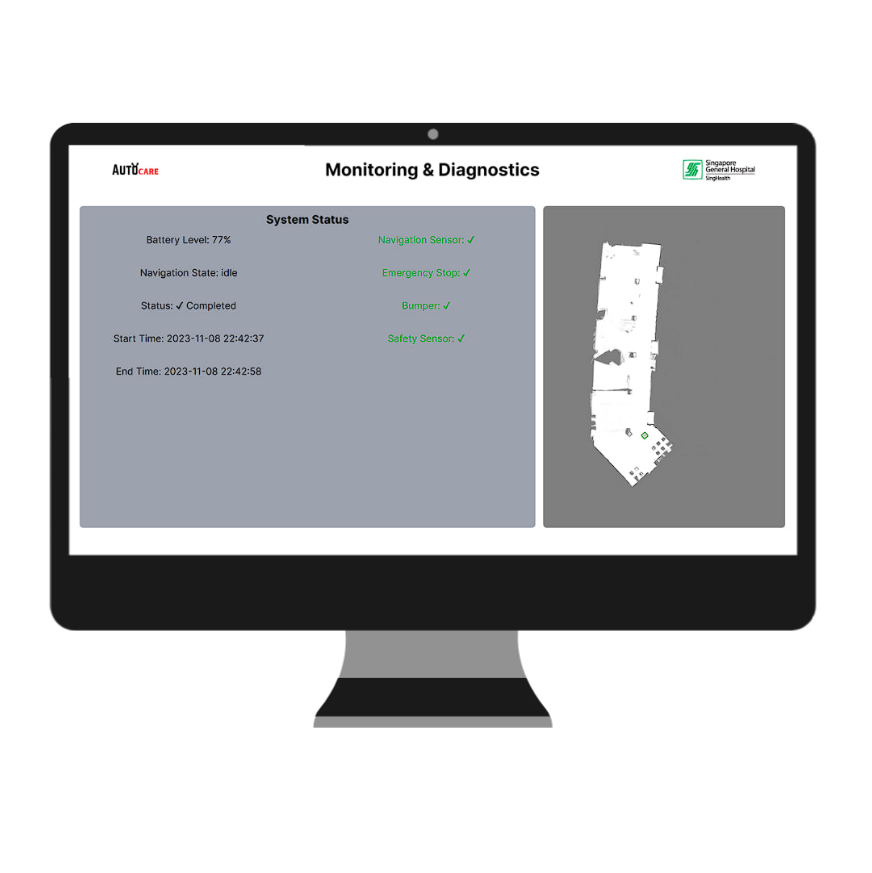 AUTOCARE
Monitoring & Diagnostics
Singapore
General Hospital
SingHealth
System Status
Battery Level: 77%
Navigation Sensor: ✓
Navigation State: idle
Emergency Stop: ✓
Status: ✓ Completed
Bumper: ✓
Start Time: 2023-11-08 22:42:37
Safety Sensor: ✓
End Time: 2023-11-08 22:42:58